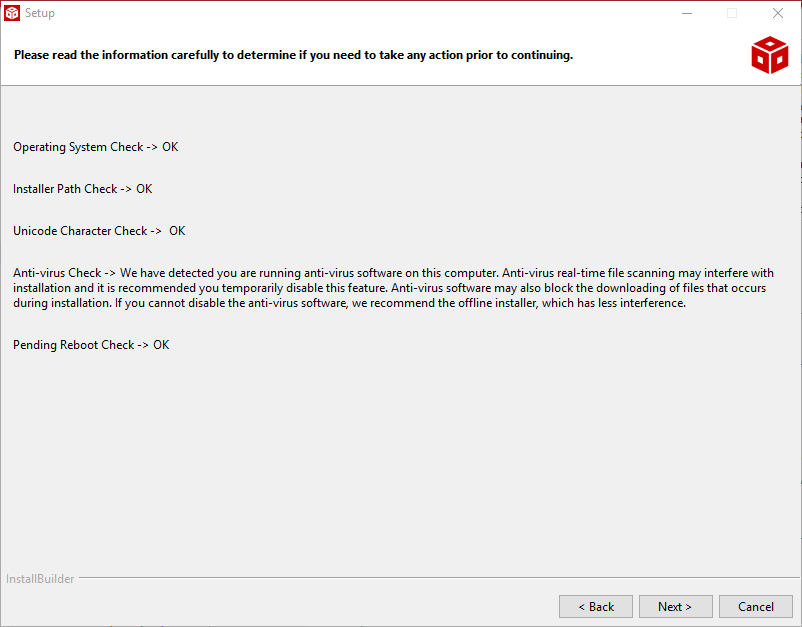 Setup
Please read the information carefully to determine if you need to take any action prior to continuing.
Operating System Check -> OK
Installer Path Check -> OK
Unicode Character Check ->  OK
Anti-virus Check -> We have detected you are running anti-virus software on this computer. Anti-virus real-time file scanning may interfere with
installation and it is recommended you temporarily disable this feature. Anti-virus software may also block the downloading of files that occurs
during installation. If you cannot disable the anti-virus software, we recommend the offline installer, which has less interference.
Pending Reboot Check -> OK
InstallBuilder
< Back Next > Cancel